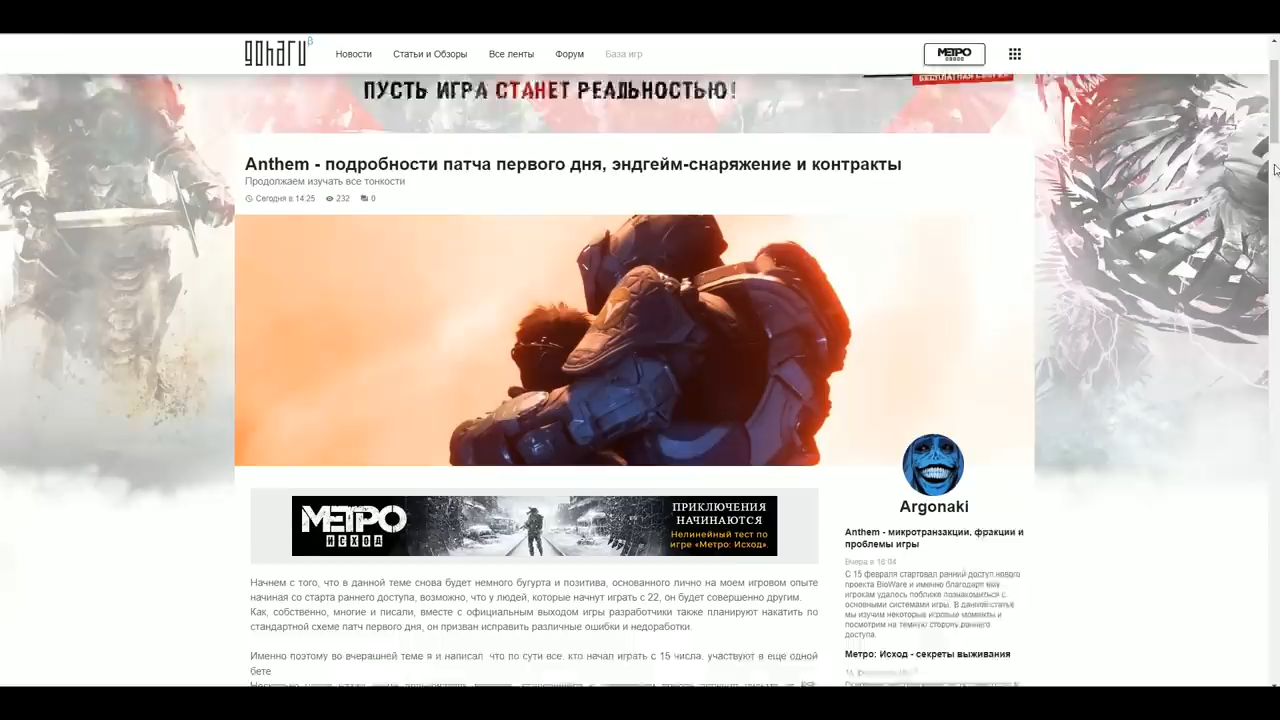 goharu β
Новости
Статьи и Обзоры
Все ленты
Форум
База игр
МЕТРО
ПУСТЬ ИГРА СТАНЕТ РЕАЛЬНОСТЬЮ!
Anthem - подробности патча первого дня, эндгейм-снаряжение и контракты
Продолжаем изучать все тонкости
Сегодня в 14:25 232 0
МЕТРО
ИСХОД
ПРИКЛЮЧЕНИЯ
НАЧИНАЮТСЯ
Нелинейный тест по
игре «Метро: Исход».
Начнем с того, что в данной теме снова будет немного бугурта и позитива, основанного лично на моем игровом опыте
начиная со старта раннего доступа, возможно, что у людей, которые начнут играть с 22, он будет совершенно другим.
Как, собственно, многие и писали, вместе с официальным выходом игры разработчики также планируют накатить по
стандартной схеме патч первого дня, он призван исправить различные ошибки и недоработки.
Именно поэтому во вчерашней теме я и написал, что по сути все, кто начал играть с 15 числа, участвуют в еще одной
бете
Argonaki
Anthem - микротранзакции, фракции и
проблемы игры
Вчера в 16:04
С 15 февраля стартовал ранний доступ нового
проекта BioWare и именно благодаря ему
игрокам удалось поближе познакомиться с
основными системами игры. В данной статье
мы изучим некоторые игровые моменты и
посмотрим на темную сторону раннего
доступа.
Метро: Исход - секреты выживания